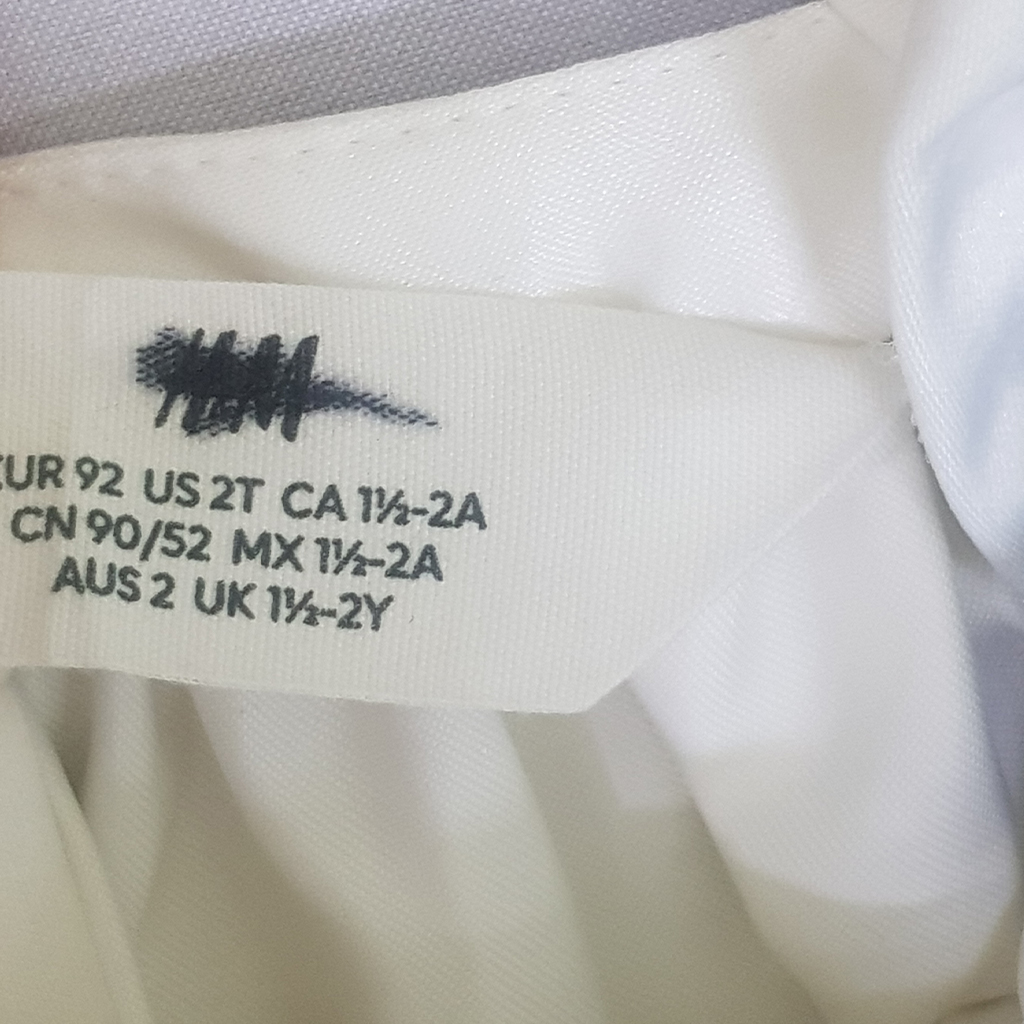 EUR 92 US 2T CA 1½-2A
CN 90/52 MX 1½-2A
AUS 2 UK 1½-2Y